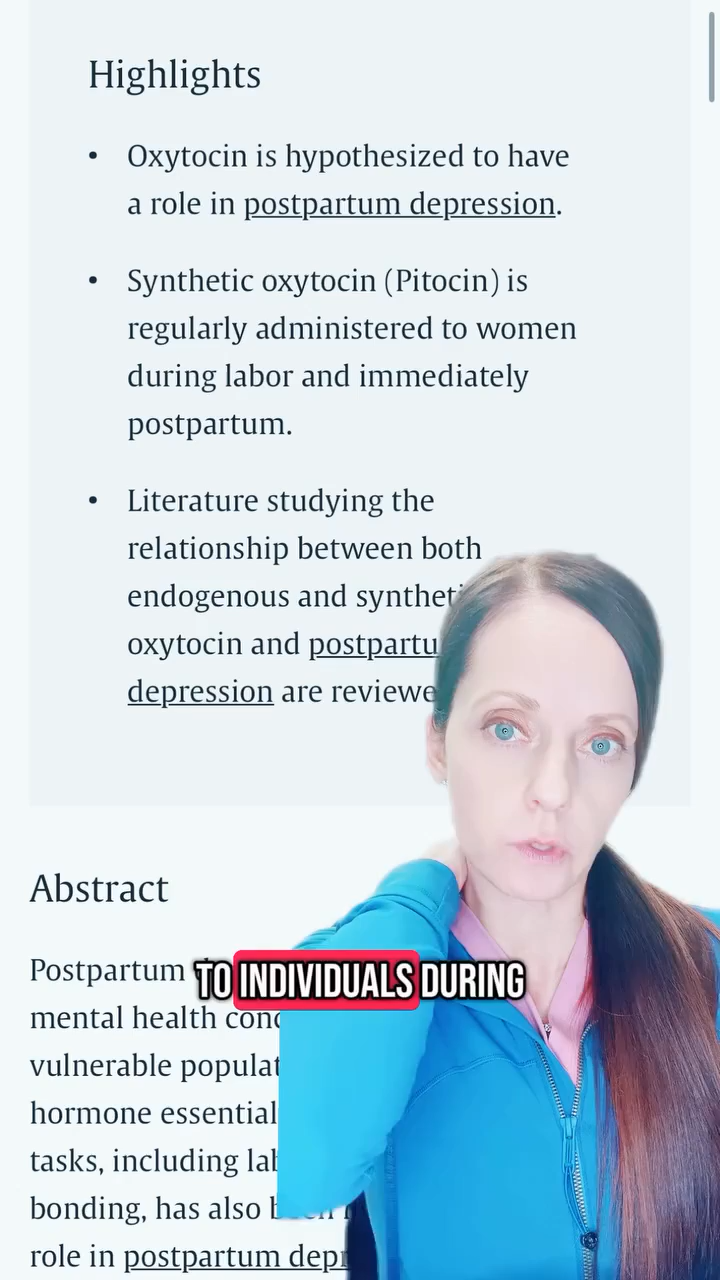 Highlights
• Oxytocin is hypothesized to have
a role in postpartum depression.
• Synthetic oxytocin (Pitocin) is
regularly administered to women
during labor and immediately
postpartum.
• Literature studying the
relationship between both
endogenous and syntheti
oxytocin and postpartu
depression are reviewe
Abstract
Postpartum
TO INDIVIDUALS DURING
mental health con
vulnerable populat
hormone essential
tasks, including lab
bonding, has also
role in postpartum depr